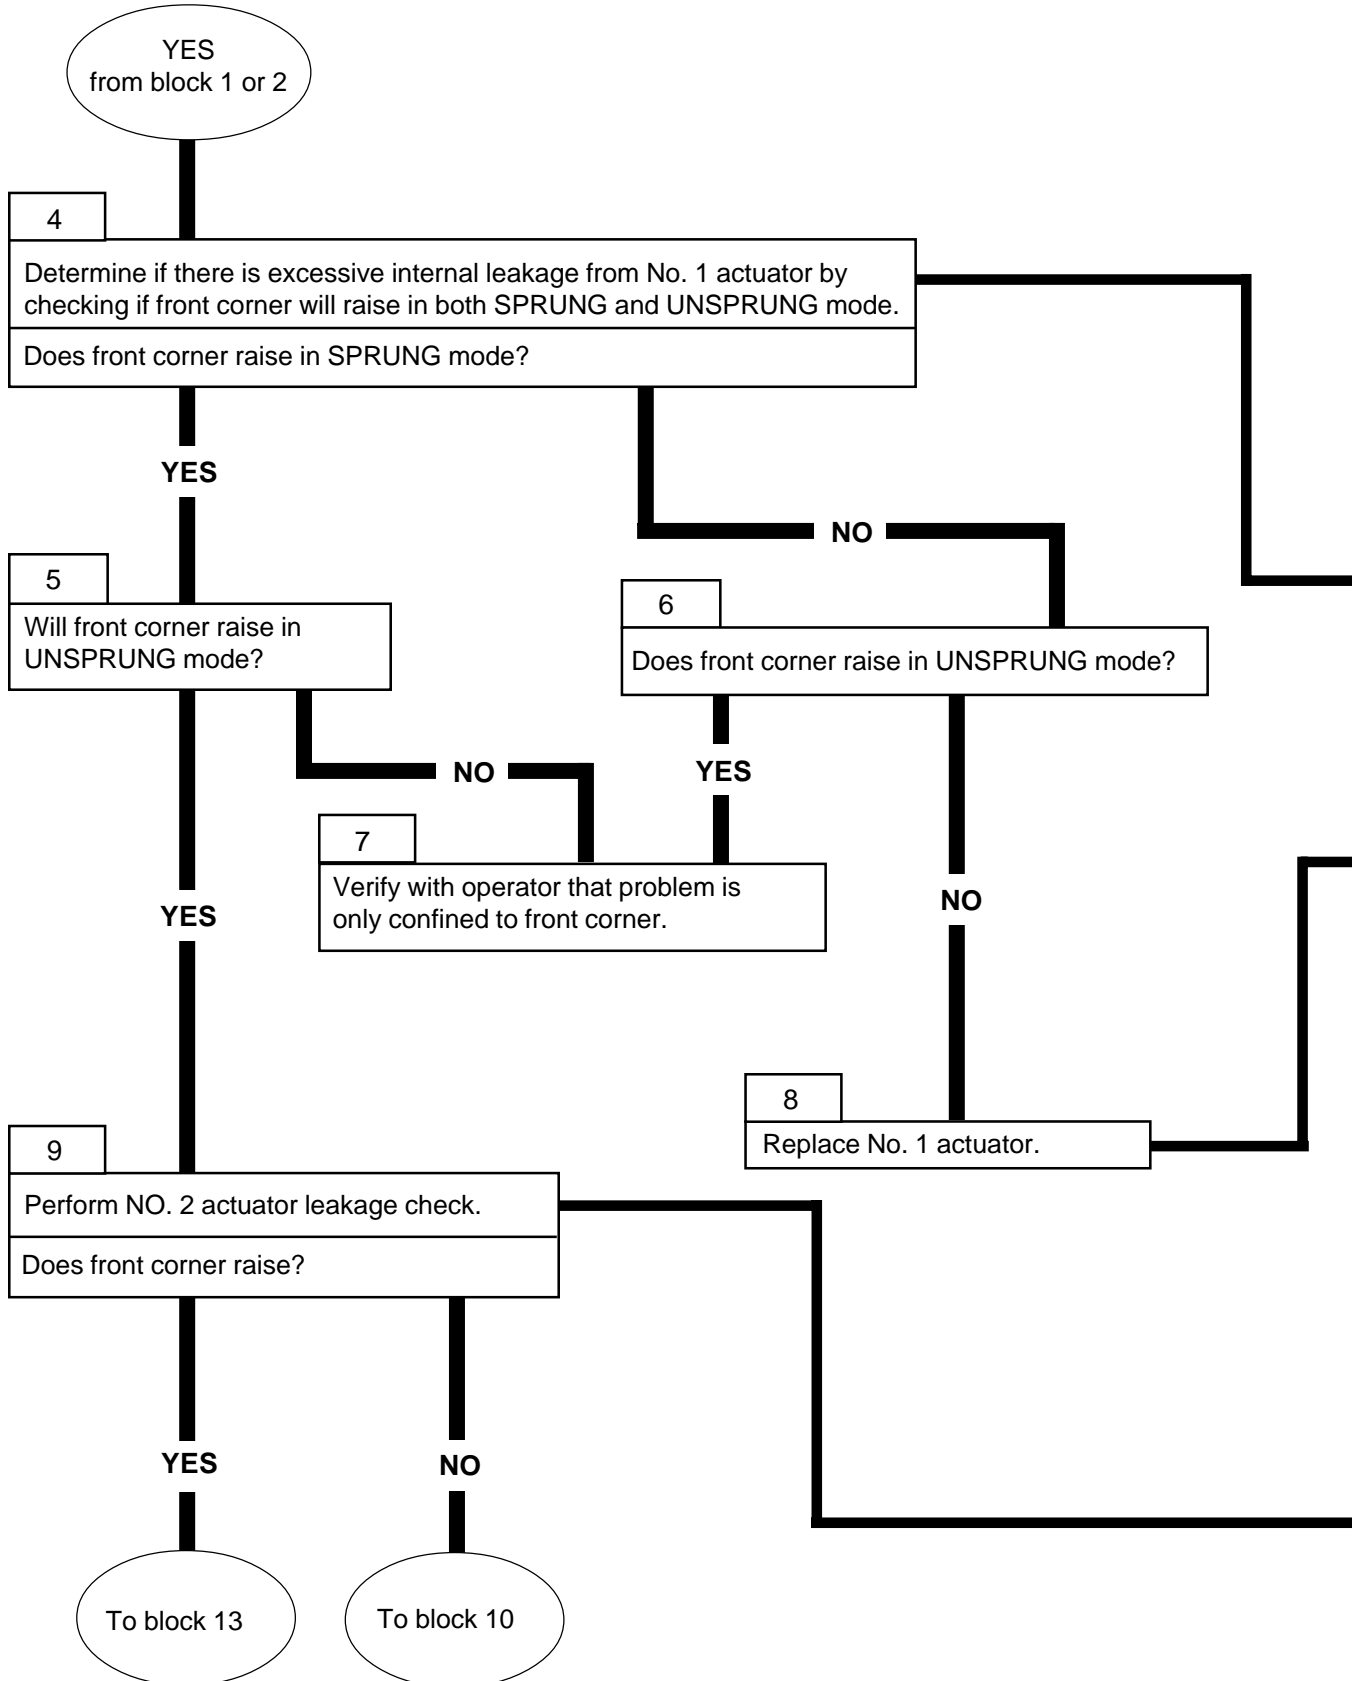 YES
from block 1 or 2
4
Determine if there is excessive internal leakage from No. 1 actuator by
checking if front corner will raise in both SPRUNG and UNSPRUNG mode.
Does front corner raise in SPRUNG mode?
YES
NO
5
Will front corner raise in
UNSPRUNG mode?
6
Does front corner raise in UNSPRUNG mode?
NO
YES
7
Verify with operator that problem is
only confined to front corner.
YES
NO
8
Replace No. 1 actuator.
9
Perform NO. 2 actuator leakage check.
Does front corner raise?
YES
NO
To block 13
To block 10